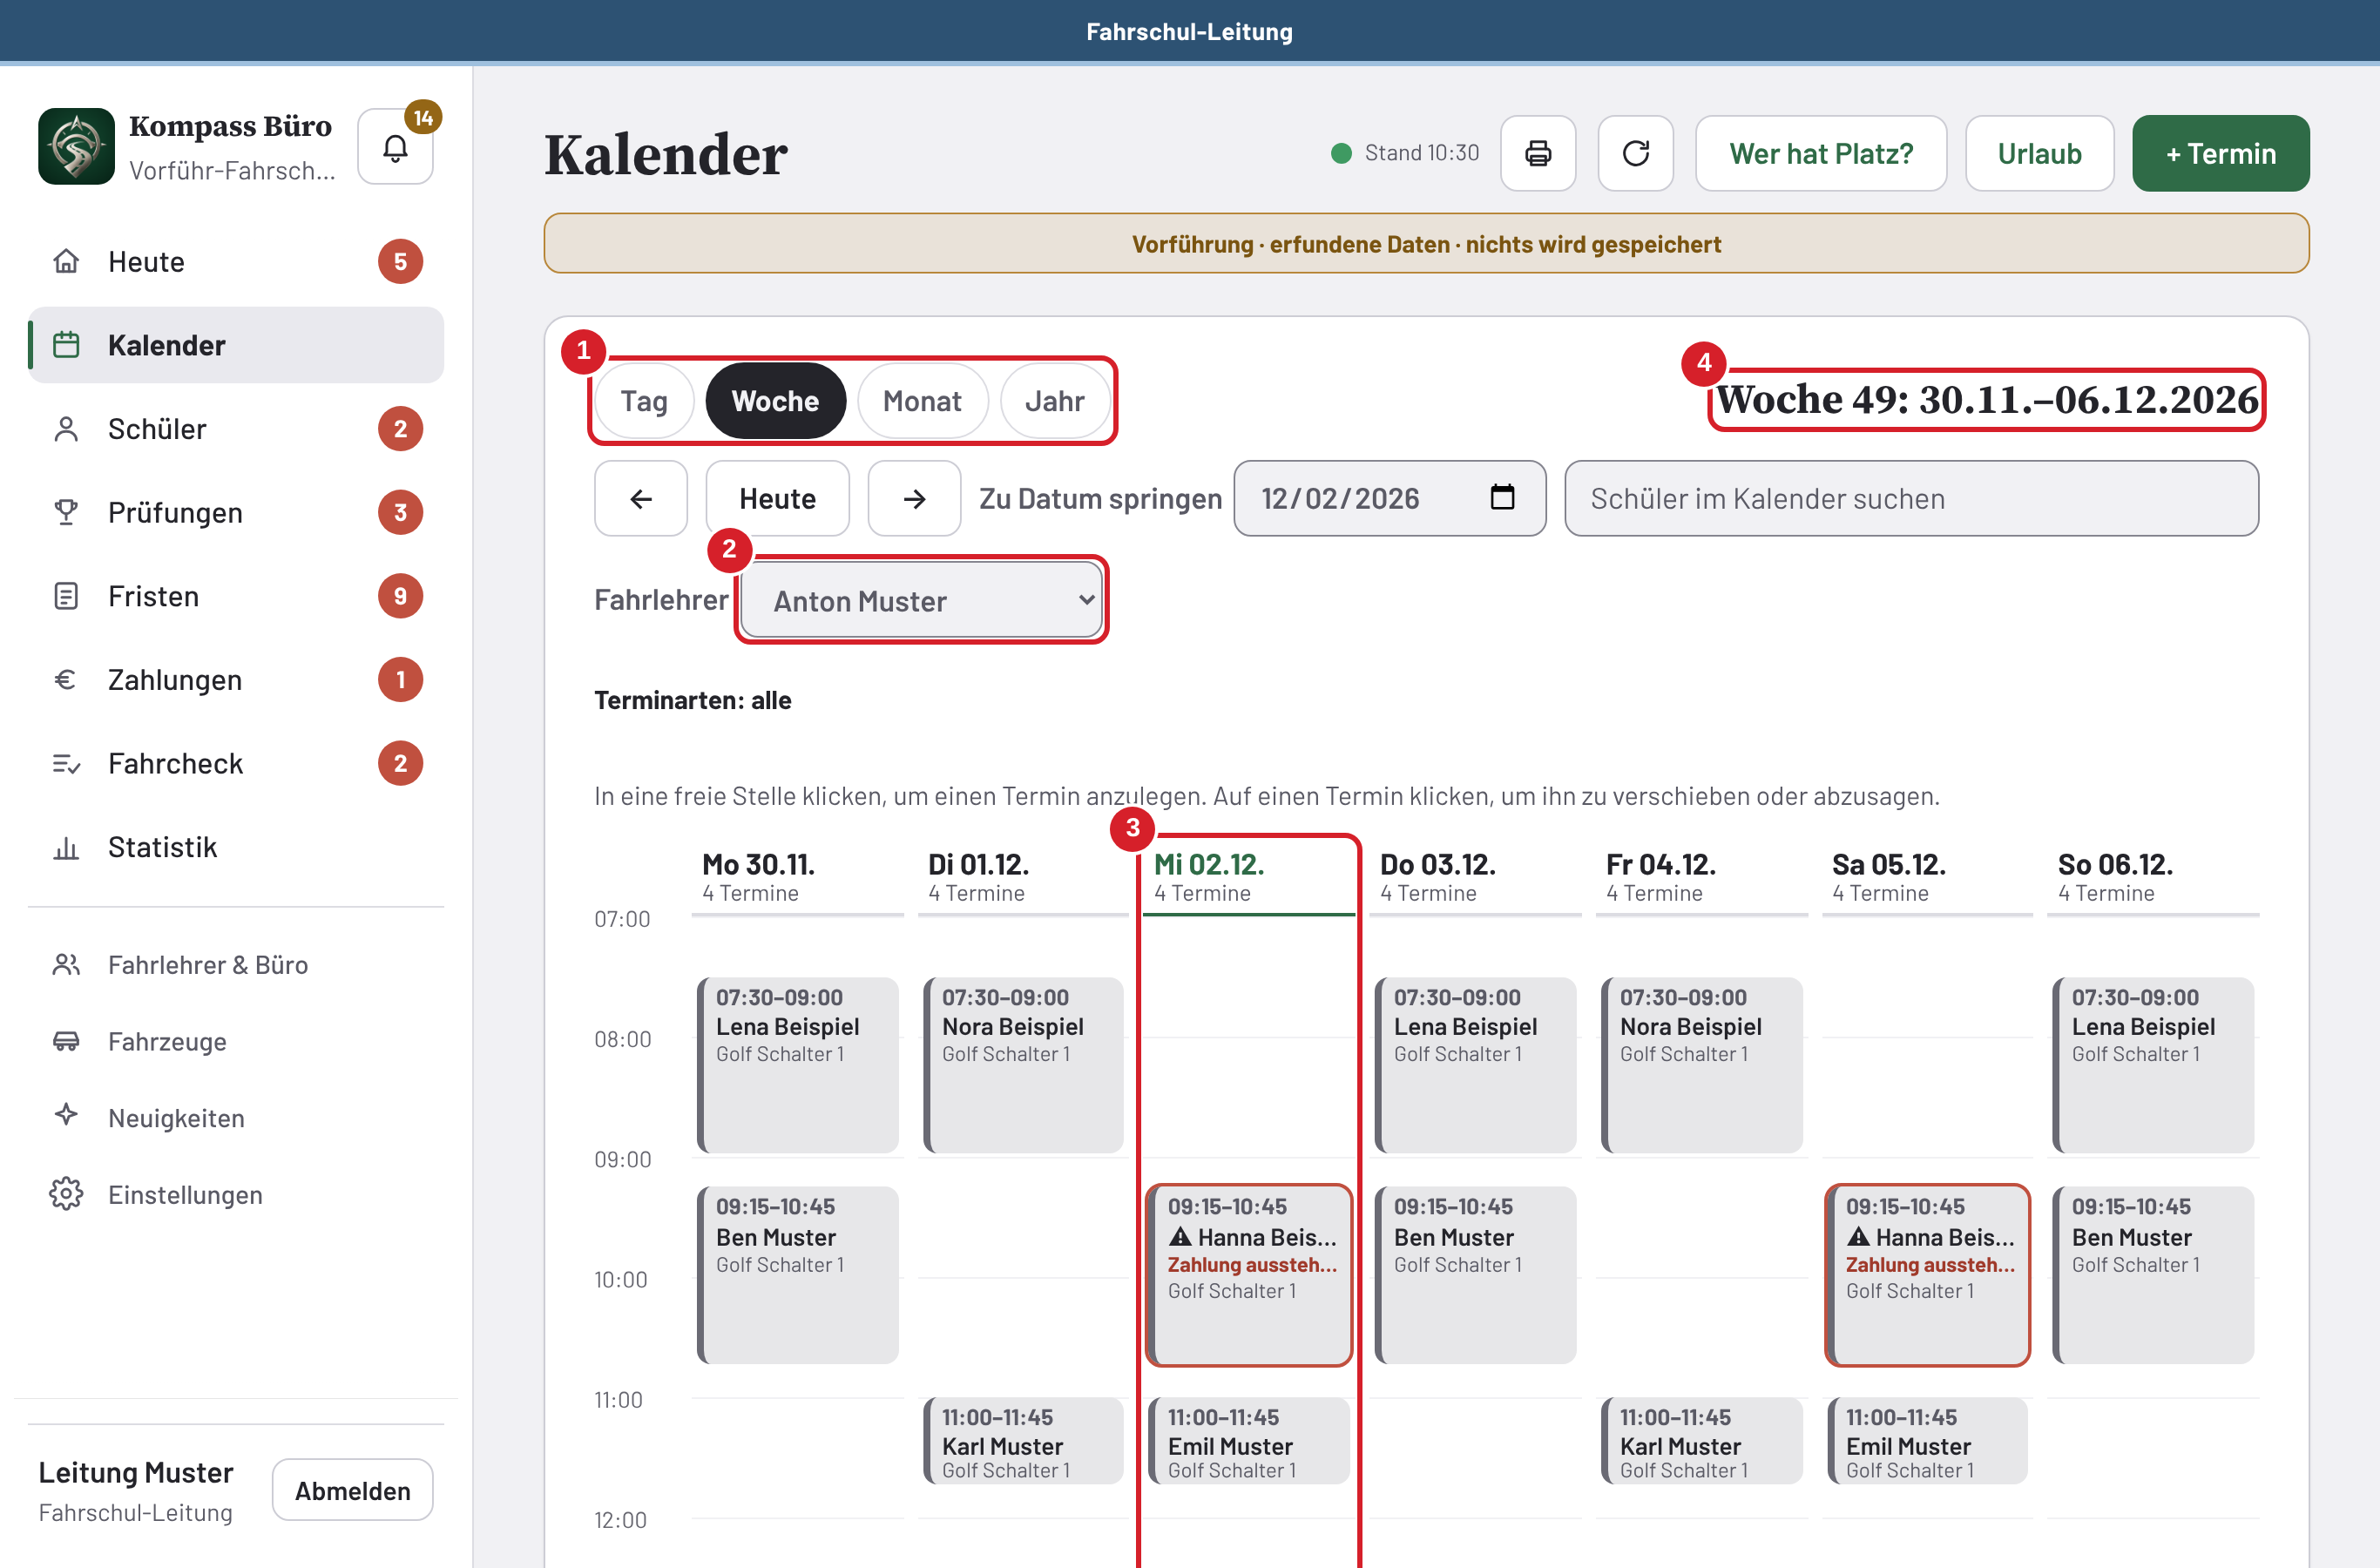 Fahrschul-Leitung
Kompass Büro
Vorführ-Fahrsch...
14
Heute 5
Kalender
Schüler 2
Prüfungen 3
Fristen 9
Zahlungen 1
Fahrcheck 2
Statistik
Fahrlehrer & Büro
Fahrzeuge
Neuigkeiten
Einstellungen
Leitung Muster
Fahrschul-Leitung
Abmelden
Kalender
Stand 10:30
Wer hat Platz?
Urlaub
+ Termin
Vorführung · erfundene Daten · nichts wird gespeichert
1
Tag Woche Monat Jahr
4
Woche 49: 30.11.–06.12.2026
← Heute → Zu Datum springen 12/02/2026 Schüler im Kalender suchen
2
Fahrlehrer Anton Muster
Terminarten: alle
In eine freie Stelle klicken, um einen Termin anzulegen. Auf einen Termin klicken, um ihn zu verschieben oder abzusagen.
3
Mo 30.11. Di 01.12. Mi 02.12. Do 03.12. Fr 04.12. Sa 05.12. So 06.12.
4 Termine 4 Termine 4 Termine 4 Termine 4 Termine 4 Termine 4 Termine
07:00
07:30–09:00 07:30–09:00 07:30–09:00 07:30–09:00 07:30–09:00
Lena Beispiel Nora Beispiel Lena Beispiel Nora Beispiel Lena Beispiel
08:00
Golf Schalter 1 Golf Schalter 1 Golf Schalter 1 Golf Schalter 1 Golf Schalter 1
09:00
09:15–10:45 09:15–10:45 09:15–10:45 09:15–10:45 09:15–10:45
Ben Muster Hanna Beis... Ben Muster Hanna Beis... Ben Muster
Golf Schalter 1 Zahlung aussteh... Golf Schalter 1 Zahlung aussteh... Golf Schalter 1
10:00
Golf Schalter 1 Golf Schalter 1
11:00
11:00–11:45 11:00–11:45 11:00–11:45 11:00–11:45
Karl Muster Emil Muster Karl Muster Emil Muster
Golf Schalter 1 Golf Schalter 1 Golf Schalter 1 Golf Schalter 1
12:00